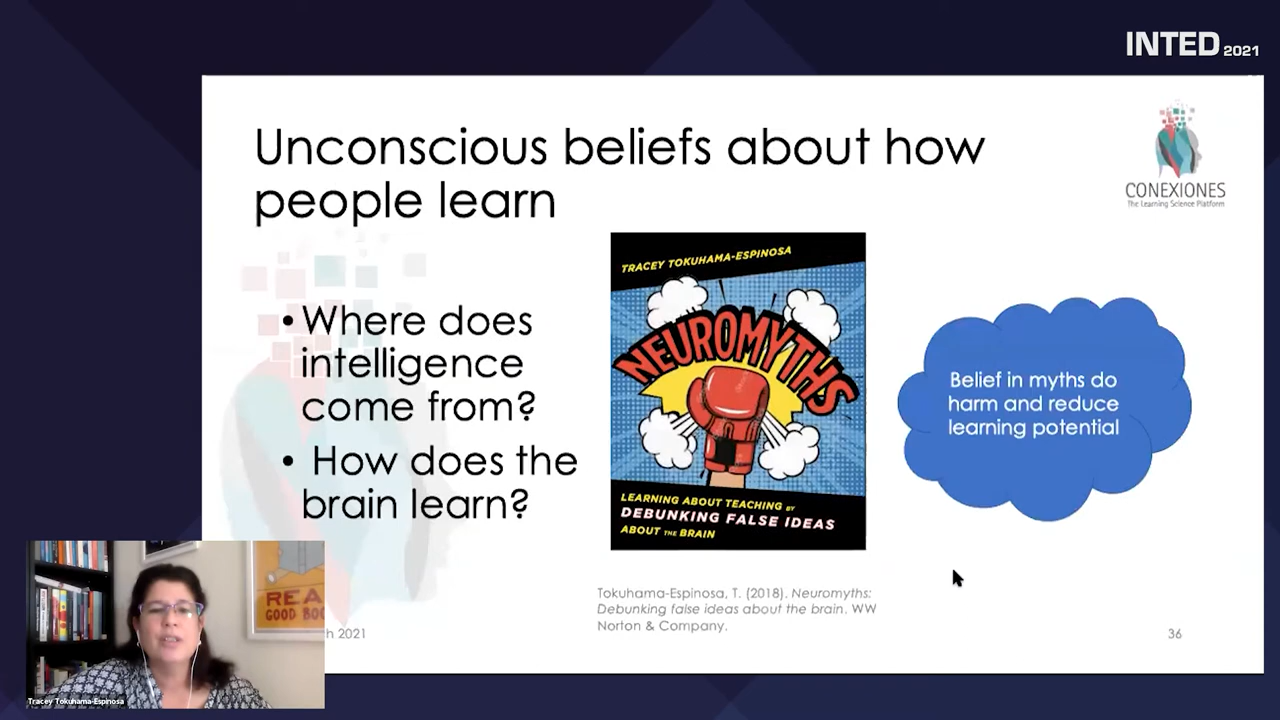 INTED 2021
Unconscious beliefs about how
people learn
CONEXIONES
The Learning Science Platform
• Where does
intelligence
come from?
• How does the
brain learn?
TRACEY TOKUHAMA-ESPINOSA
NEUROMYTHS
LEARNING ABOUT TEACHING BY
DEBUNKING FALSE IDEAS
ABOUT THE BRAIN
Belief in myths do
harm and reduce
learning potential
Tokuhama-Espinosa, T. (2018). Neuromyths:
Debunking false ideas about the brain. WW
Norton & Company.
h 2021
36
REA
GOOD BOO
Tracey Tokuhama-Espinosa